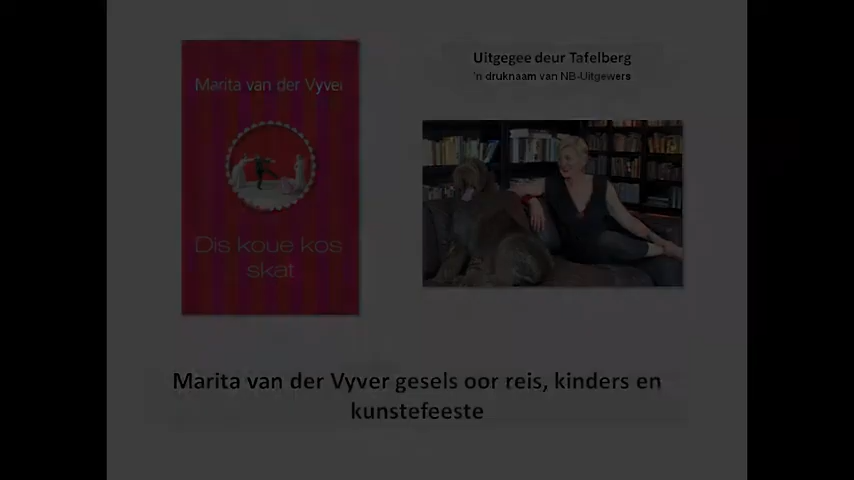 Marita van der Vyver
Dis koue kos
skat
Uitgegee deur Tafelberg
'n druknaam van NB-Uitgewers
Marita van der Vyver gesels oor reis, kinders en
kunstefeeste